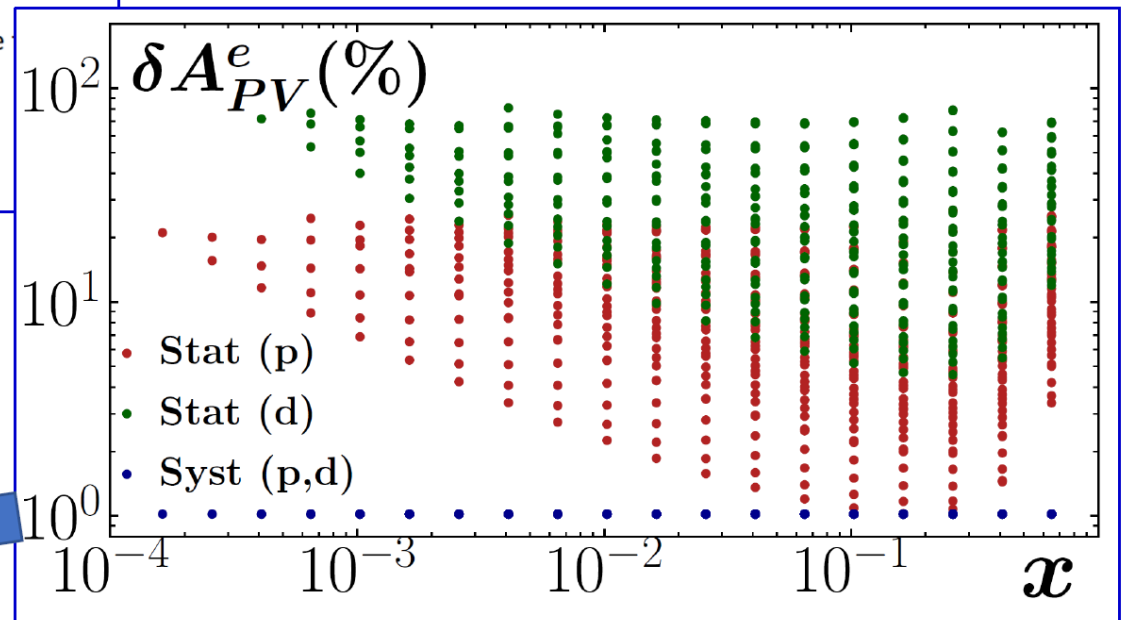 e
δA^e_PV(%)
10^2
10^1
Stat (p)
Stat (d)
Syst (p,d)
10^0
10^−4
10^−3
10^−2
10^−1
x